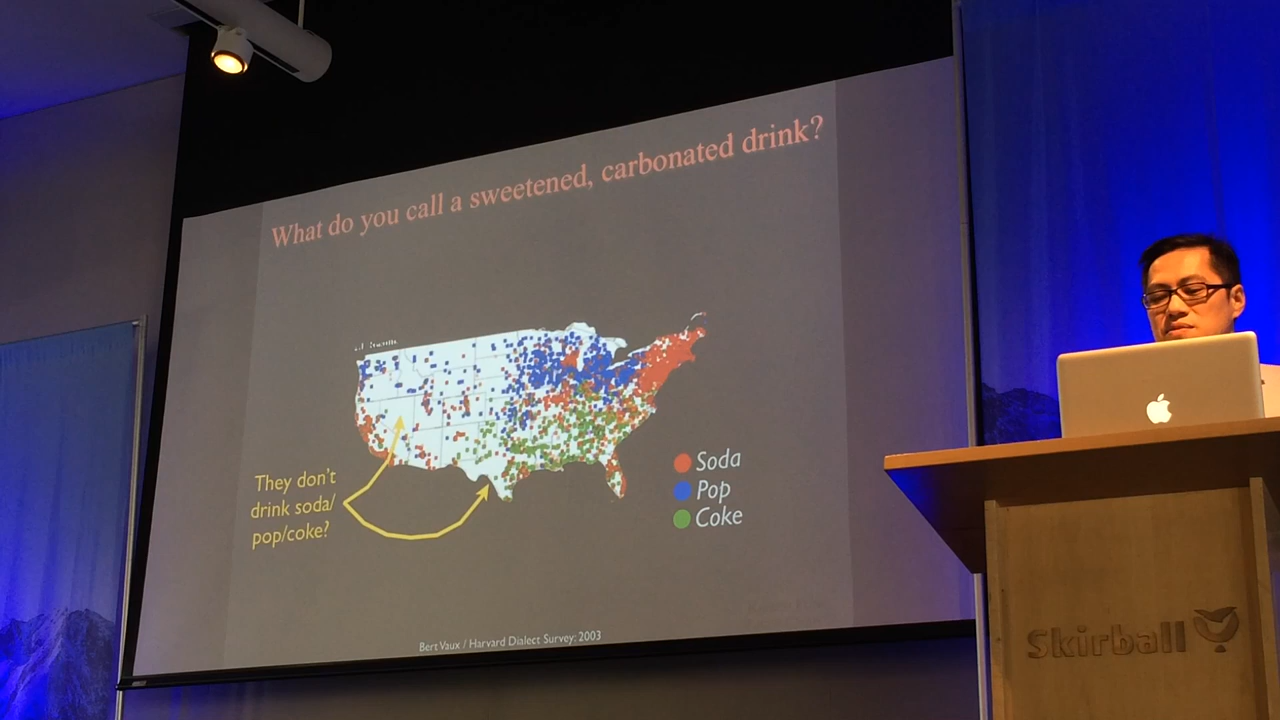 What do you call a sweetened, carbonated drink?
They don't
drink soda/
pop/coke?
Soda
Pop
Coke
Bert Vaux / Harvard Dialect Survey: 2003
Skirball